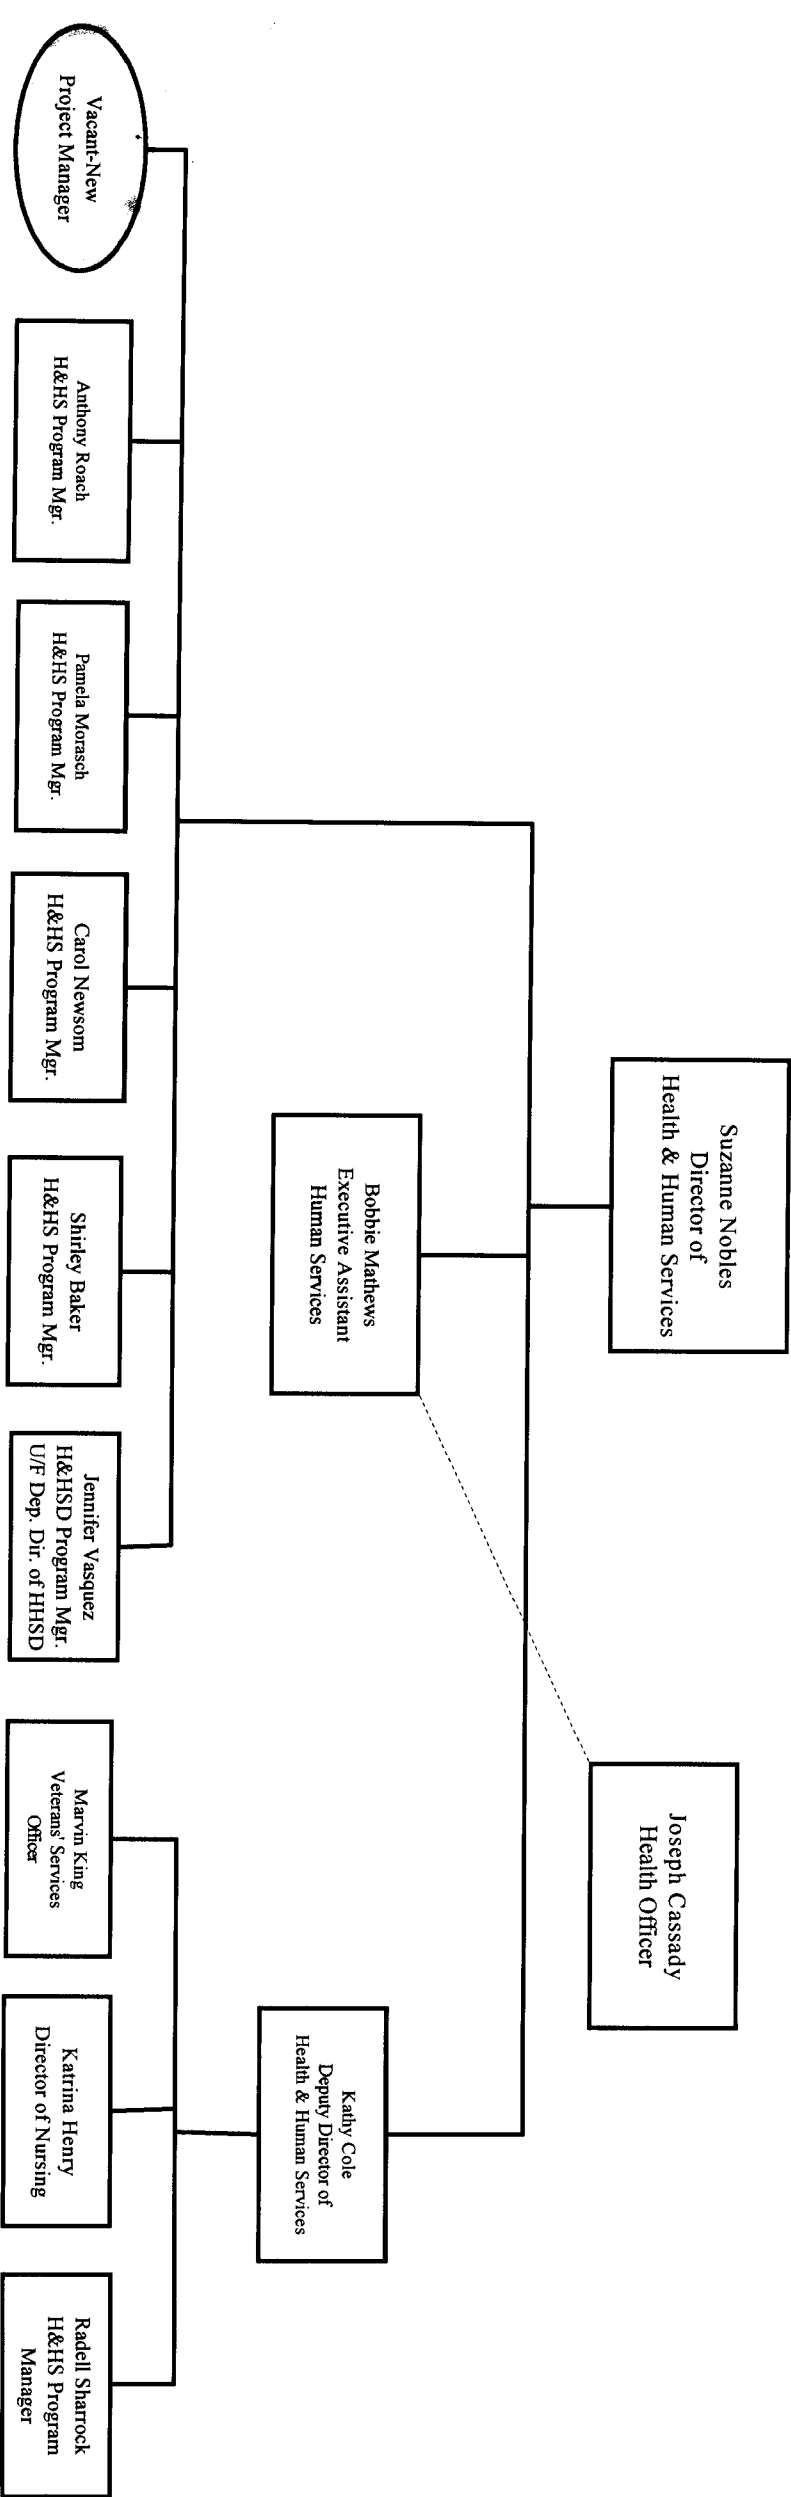 Suzanne Nobles
Director of
Health & Human Services
Joseph Cassady
Health Officer
Bobbie Mathews
Executive Assistant
Human Services
Kathy Cole
Deputy Director of
Health & Human Services
Vacant-New
Project Manager
Anthony Roach
H&HS Program Mgr.
Pamela Morasch
H&HS Program Mgr.
Carol Newsom
H&HS Program Mgr.
Shirley Baker
H&HS Program Mgr.
Jennifer Vasquez
H&HSD Program Mgr.
U/F Dep. Dir. of HHSD
Marvin King
Veterans' Services
Officer
Katrina Henry
Director of Nursing
Radell Sharrock
H&HS Program
Manager